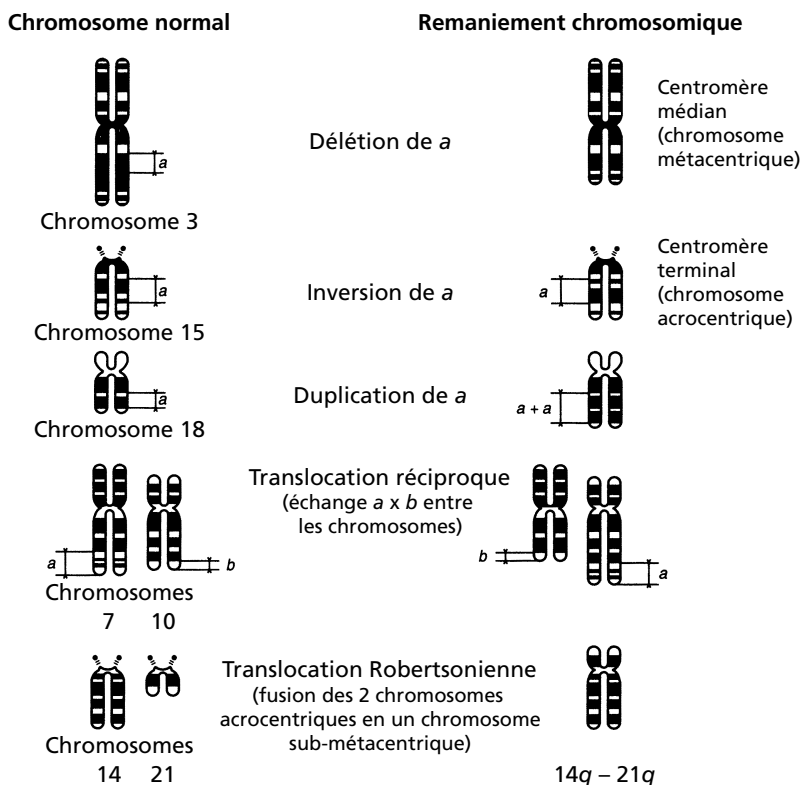 Chromosome normal
Remaniement chromosomique
a
Chromosome 3
Délétion de a
Centromère
médian
(chromosome
métacentrique)
a
Chromosome 15
Inversion de a
a
Centromère
terminal
(chromosome
acrocentrique)
a
Chromosome 18
Duplication de a
a + a
a
b
Chromosomes
7 10
Translocation réciproque
(échange a x b entre
les chromosomes)
b
a
Chromosomes
14 21
Translocation Robertsonienne
(fusion des 2 chromosomes
acrocentriques en un chromosome
sub-métacentrique)
14q – 21q